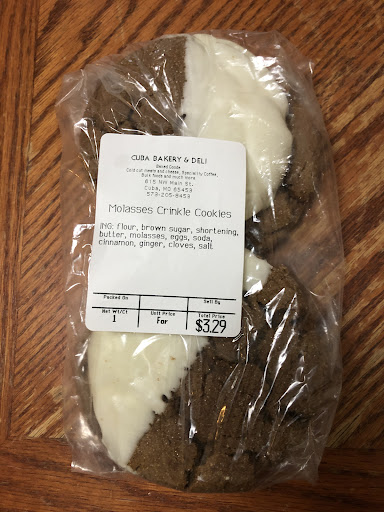 CUBA BAKERY & DELI
Baked Goods
Cold cut meats and cheese, Speciality Coffee,
Bulk foods and much more
615 NW Main St.
Cuba, MO 65453
573-205-8453
Molasses Crinkle Cookies
ING: flour, brown sugar, shortening,
butter, molasses, eggs, soda,
cinnamon, ginger, cloves, salt
Packed On Sell By
Net Wt/Ct Unit Price Total Price
1 For $3.29